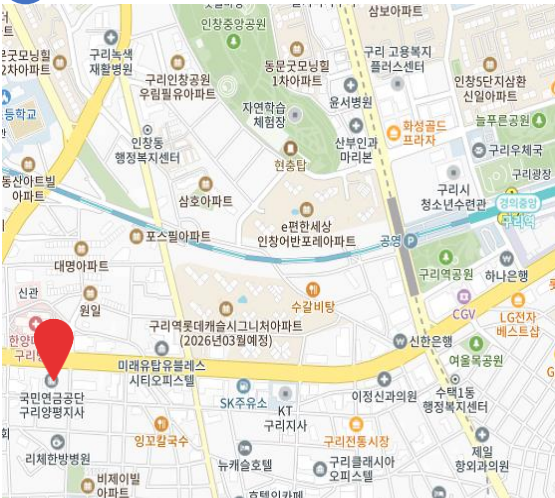 인창중앙공원
삼보아파트
구리녹색
재활병원
동문굿모닝힐
1차아파트
구리 고용복지
플러스센터
2차아파트
구리인창공원
우림필유아파트
윤서병원
인창5단지삼환
신일아파트
자연학습
체험장
산부인과
마리본
화성골드
프라자
늘푸른공원
인창동
행정복지센터
현충탑
구리우체국
구리광장
동산아트빌
아파트
삼호아파트
구리시
청소년수련관
경의중앙
구리역
e편한세상
인창어반포레아파트
포스필아파트
공영
P
대명아파트
구리역공원
하나은행
신관
원일
수갈비탕
CGV
LG전자
베스트샵
구리역롯데캐슬시그니처아파트
(2026년03월예정)
신한은행
여울목공원
미래유탑유블레스
시티오피스텔
국민연금공단
구리양평지사
SK주유소
KT
구리지사
이정신과의원
수택1동
행정복지센터
잉꼬칼국수
구리전통시장
리체한방병원
뉴캐슬호텔
구리클래시아
오피스텔
제일
항외과의원
비제이빌
아파트